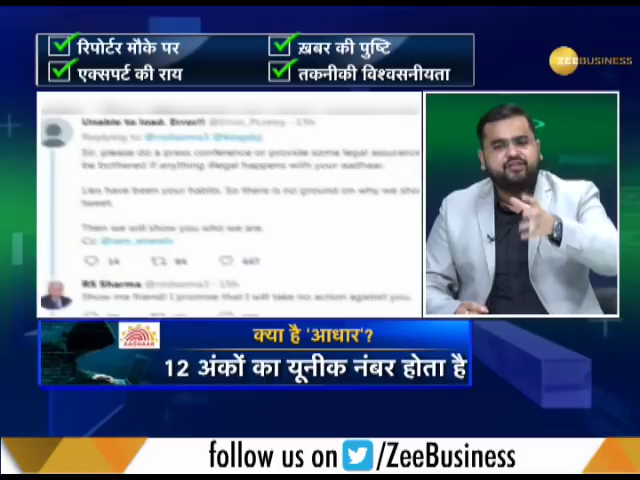 रिपोर्टर मौके पर
ख़बर की पुष्टि
एक्सपर्ट की राय
तकनीकी विश्वसनीयता
ZEEBUSINESS
Unable to load. Error!!
Replying to
Sir, please do a press conference or provide some legal assurance
be bothered if anything illegal happens with your aadhaar.
Lies have been your habits. So there is no ground on why we sho
tweet.
Then we will show you who we are.
Cc
RS Sharma @rssharma3
Show me friend! I promise that I will take no action against you.
AADHAAR
क्या है 'आधार'?
12 अंकों का यूनीक नंबर होता है
follow us on /ZeeBusiness